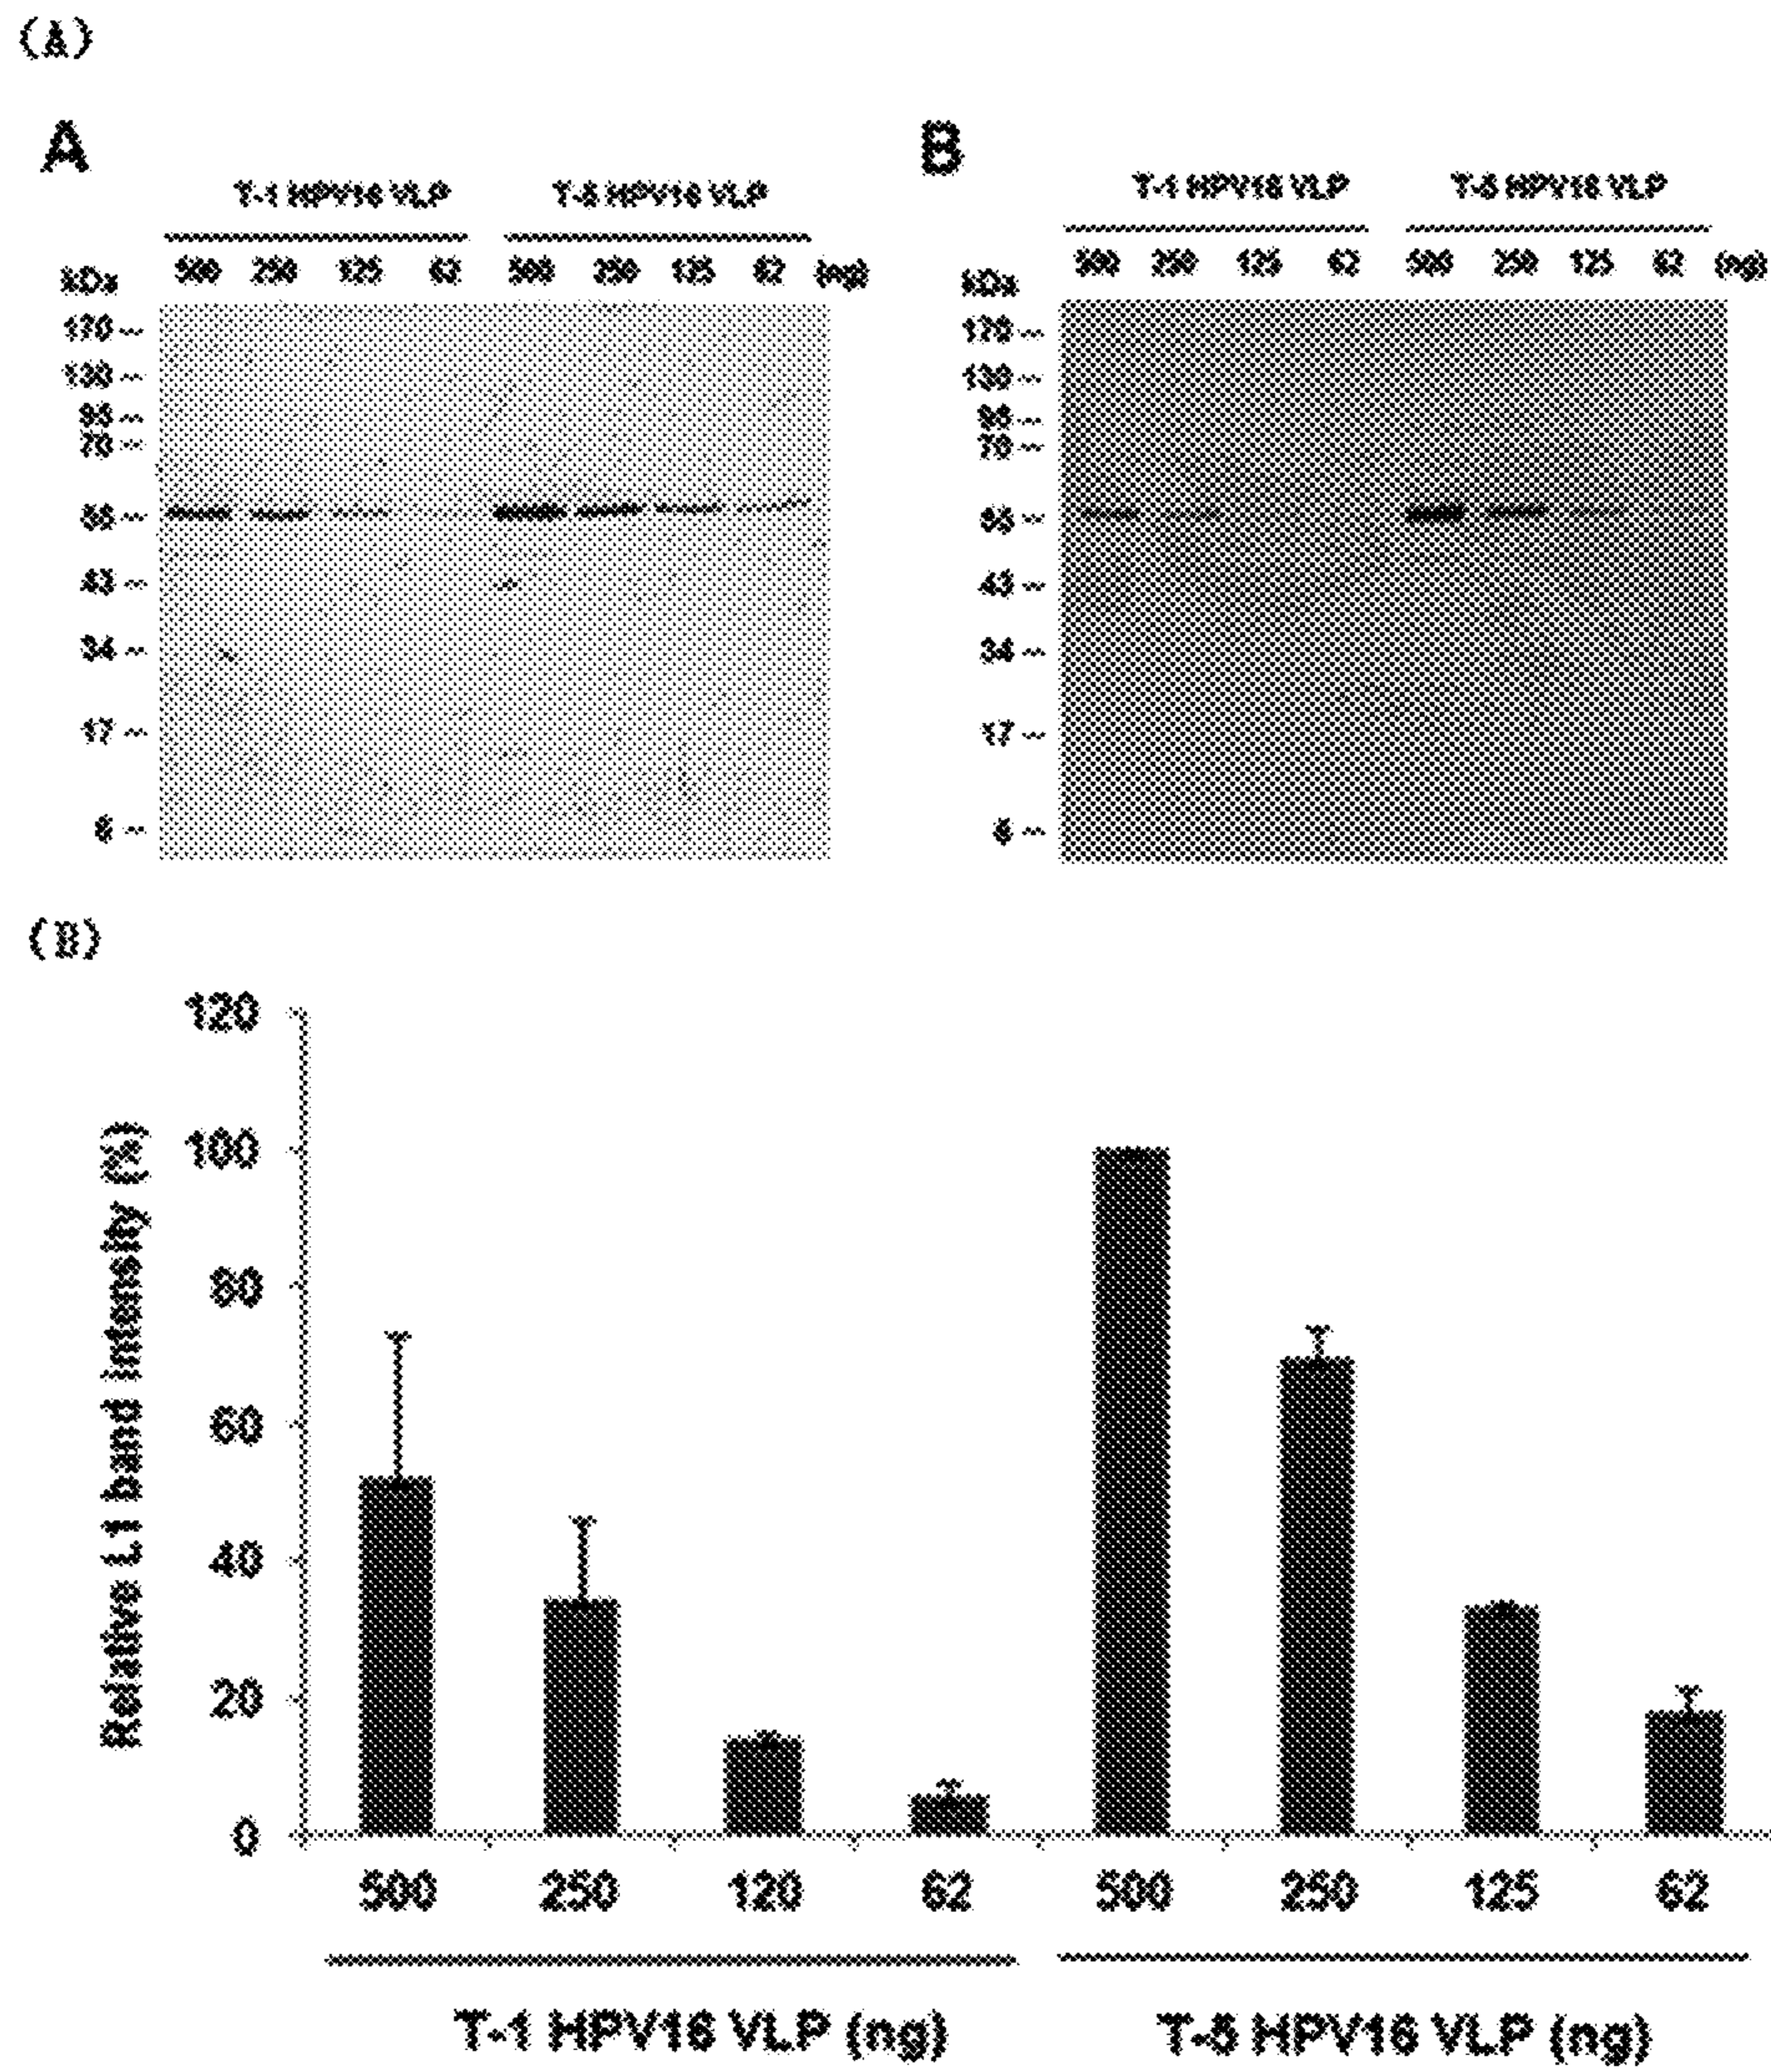 (A)
A
T-1 HPV16 VLP T-5 HPV16 VLP
kDa 500 250 125 62 500 250 125 62 (ng)
170
130
95
70
55
43
34
17
6
B
T-1 HPV16 VLP T-5 HPV16 VLP
kDa 500 250 125 62 500 250 125 62 (ng)
170
130
95
70
55
43
34
17
6
(B)
Relative L1 band intensity (%)
120
100
80
60
40
20
0
500 250 120 62 500 250 125 62
T-1 HPV16 VLP (ng) T-5 HPV16 VLP (ng)